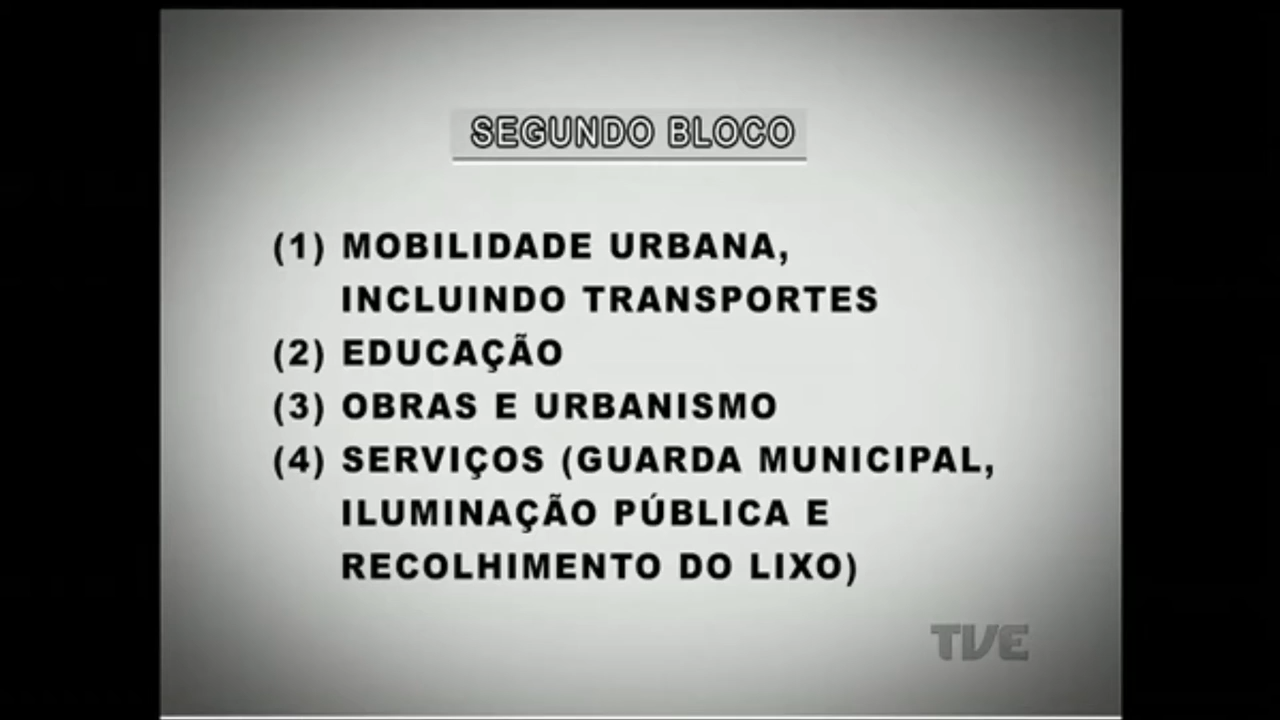 SEGUNDO BLOCO
(1) MOBILIDADE URBANA,
INCLUINDO TRANSPORTES
(2) EDUCAÇÃO
(3) OBRAS E URBANISMO
(4) SERVIÇOS (GUARDA MUNICIPAL,
ILUMINAÇÃO PÚBLICA E
RECOLHIMENTO DO LIXO)
TVE